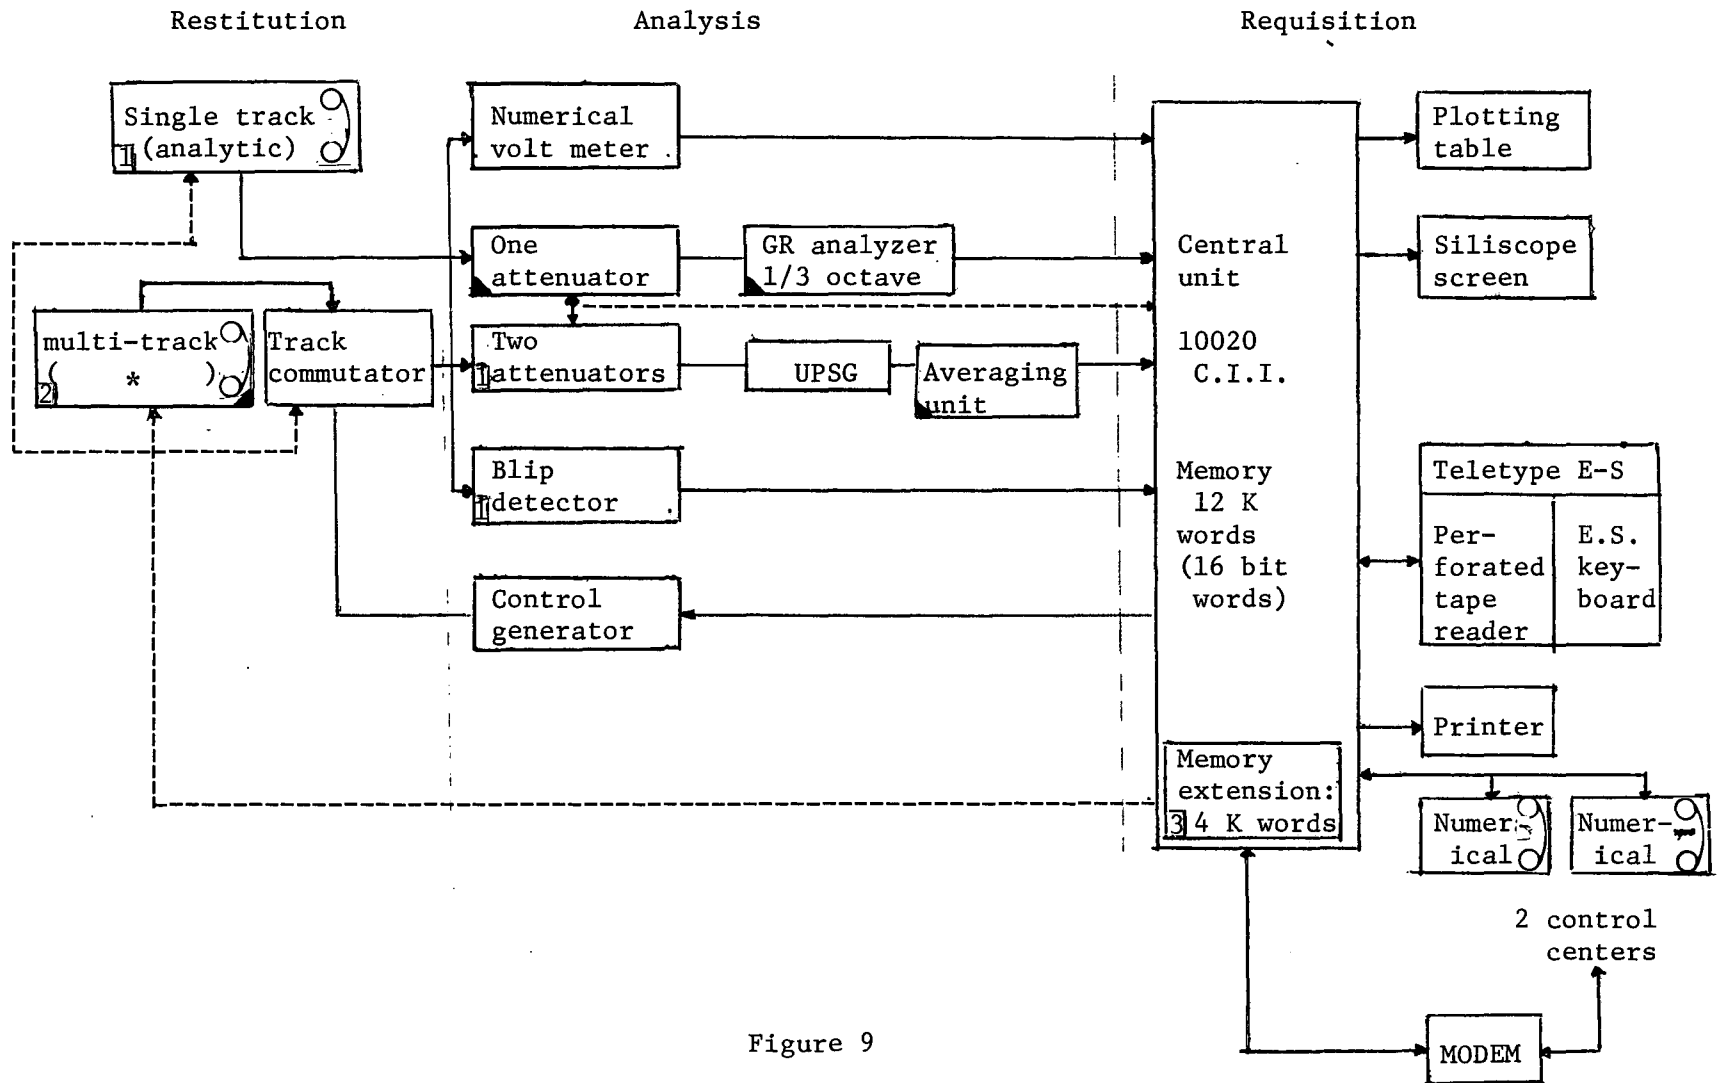 Restitution
Analysis
Requisition
Single track
1 (analytic)
multi-track
2 ( * )
Track
commutator
Numerical
volt meter
One
attenuator
GR analyzer
1/3 octave
Two
1 attenuators
UPSG
Averaging
unit
Blip
1 detector
Control
generator
Central
unit
10020
C.I.I.
Memory
12 K
words
(16 bit
words)
Memory
extension:
3 4 K words
Plotting
table
Siliscope
screen
Teletype E-S
Per-
forated
tape
reader
E.S.
key-
board
Printer
Numer-
ical
Numer-
ical
2 control
centers
MODEM
Figure 9